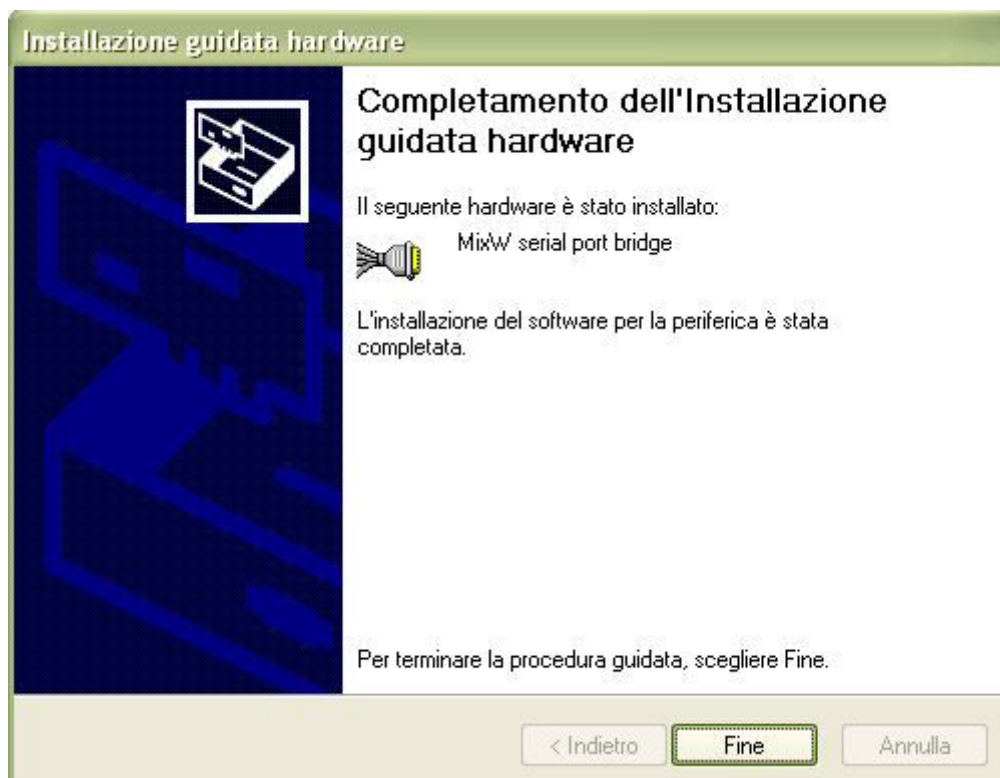 Installazione guidata hardware
Completamento dell'Installazione
guidata hardware
Il seguente hardware è stato installato:
MixW serial port bridge
L'installazione del software per la periferica è stata
completata.
Per terminare la procedura guidata, scegliere Fine.
< Indietro
Fine
Annulla